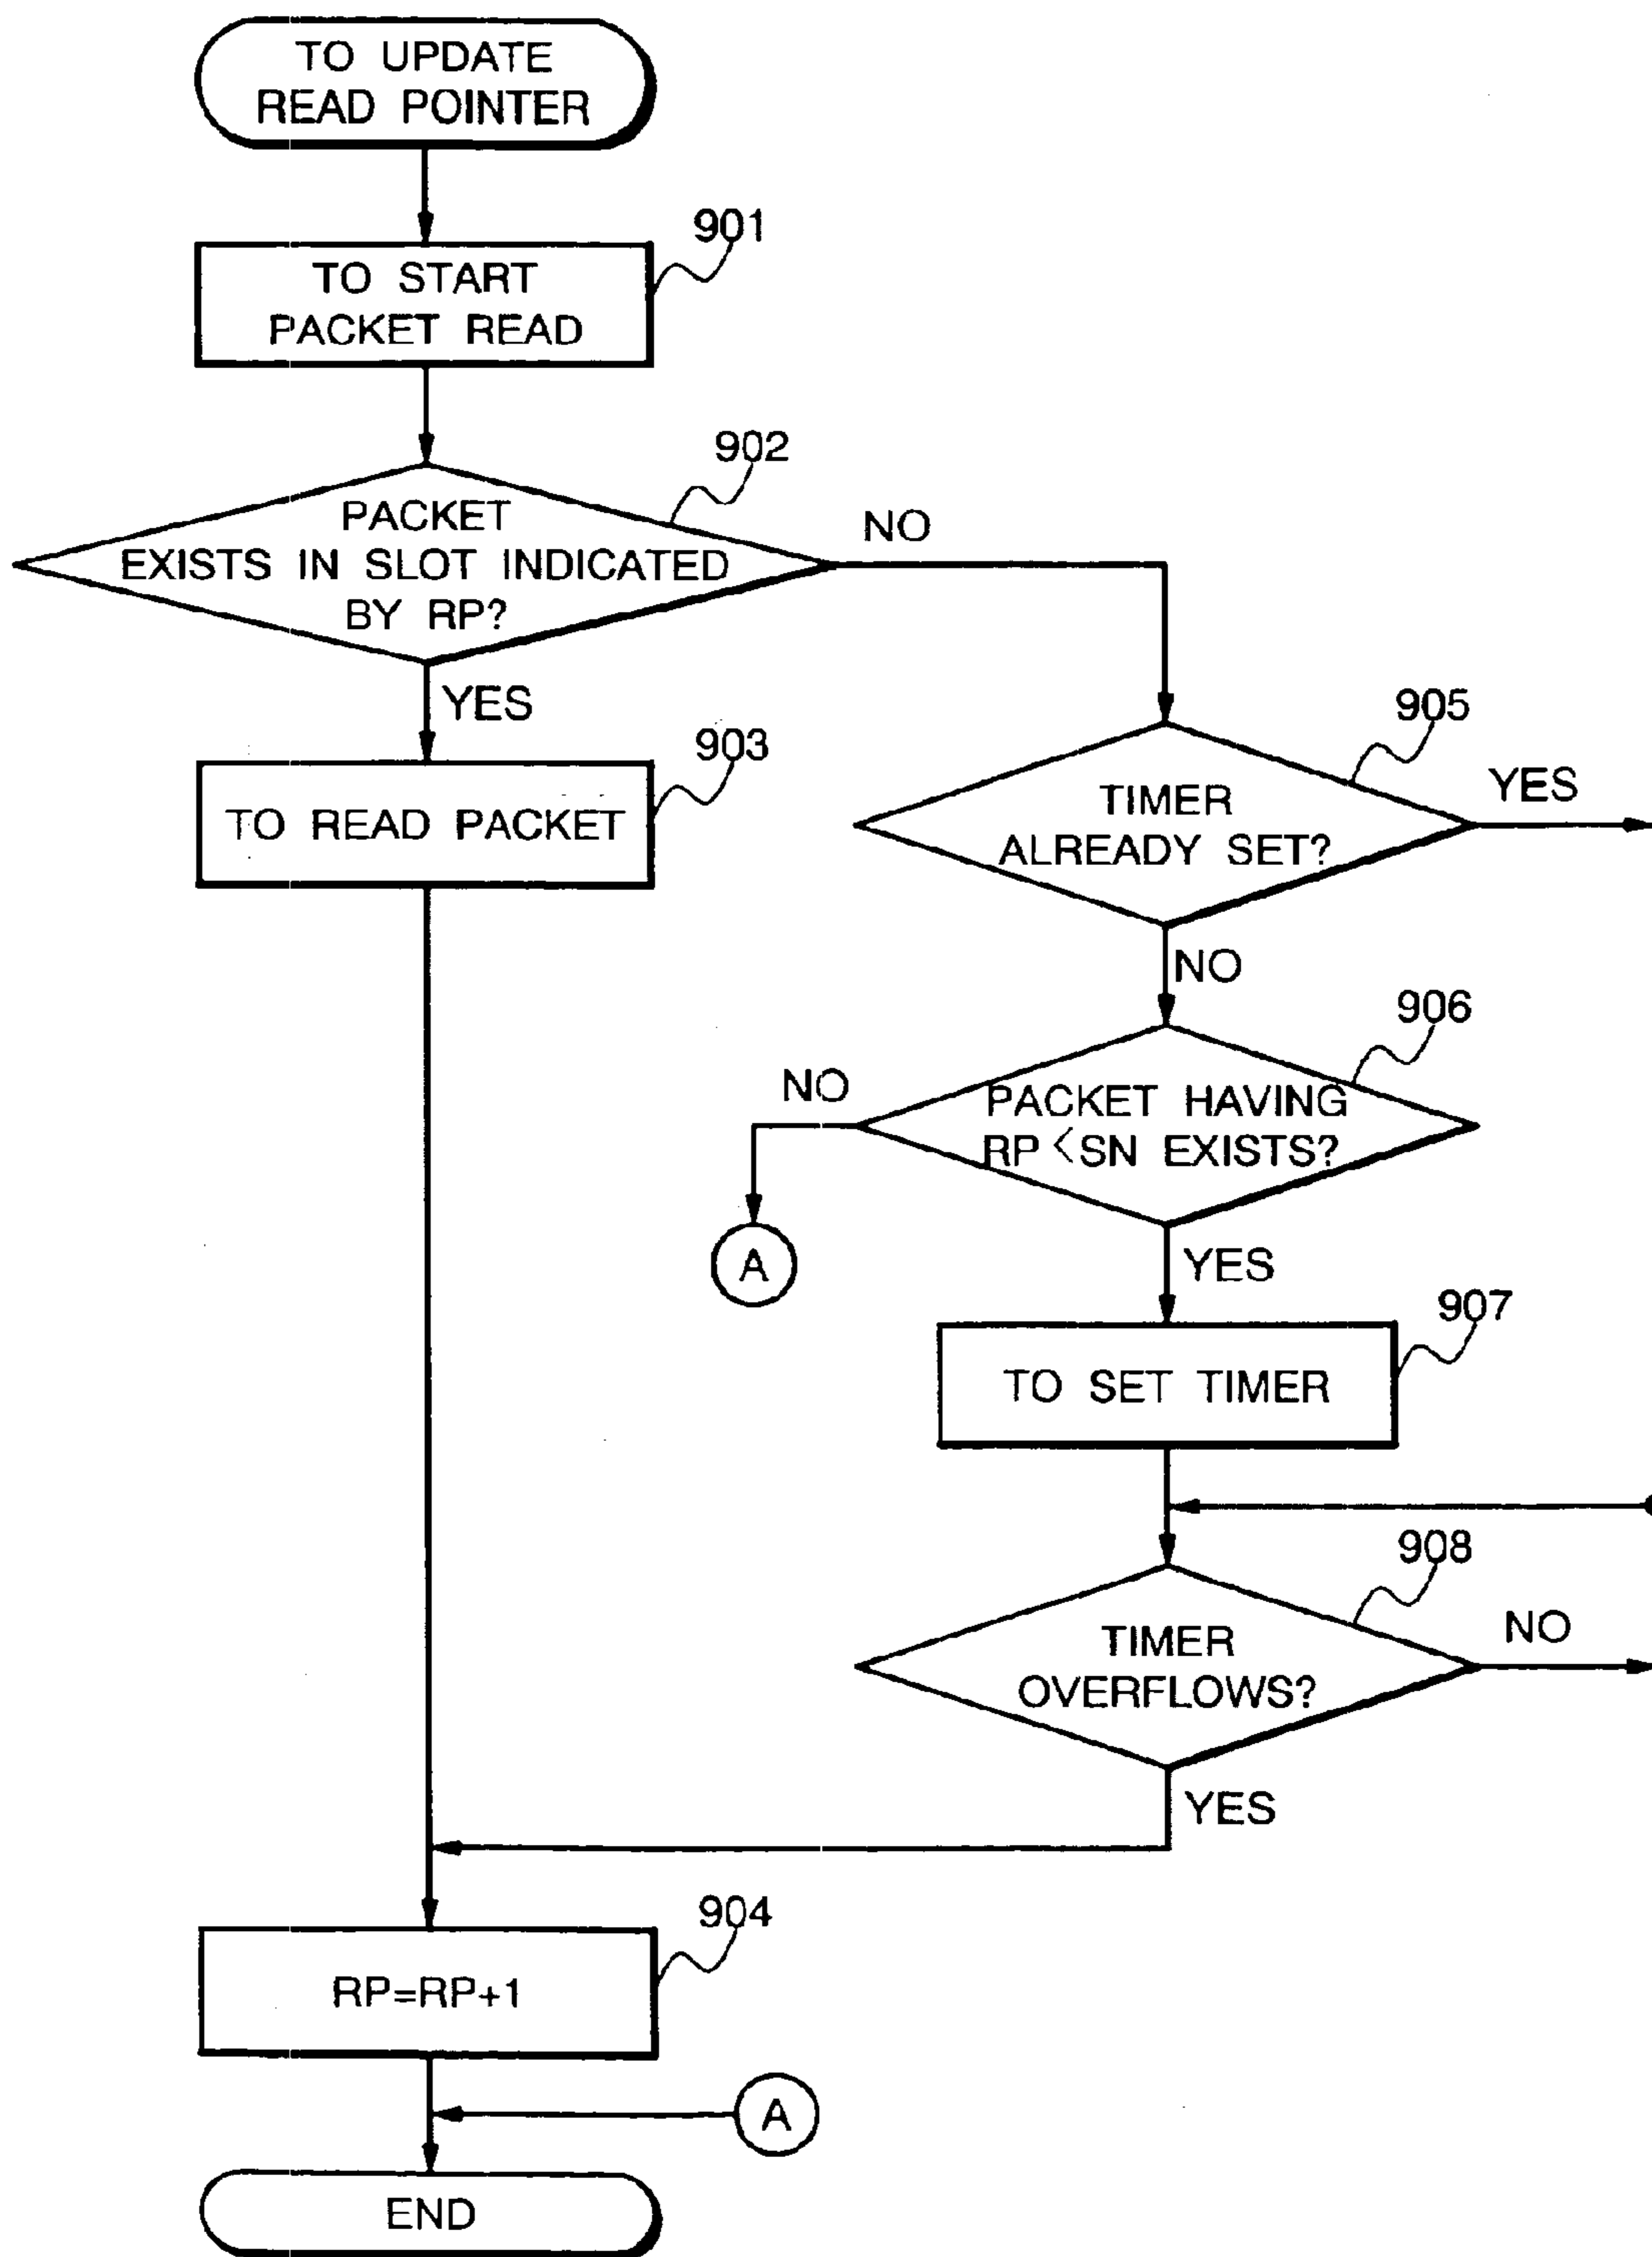 TO UPDATE
READ POINTER
901
TO START
PACKET READ
902
PACKET
EXISTS IN SLOT INDICATED
BY RP?
NO
YES
903
TO READ PACKET
905
TIMER
ALREADY SET?
YES
NO
906
PACKET HAVING
RP<SN EXISTS?
NO
A
YES
907
TO SET TIMER
908
TIMER
OVERFLOWS?
NO
YES
904
RP=RP+1
A
END